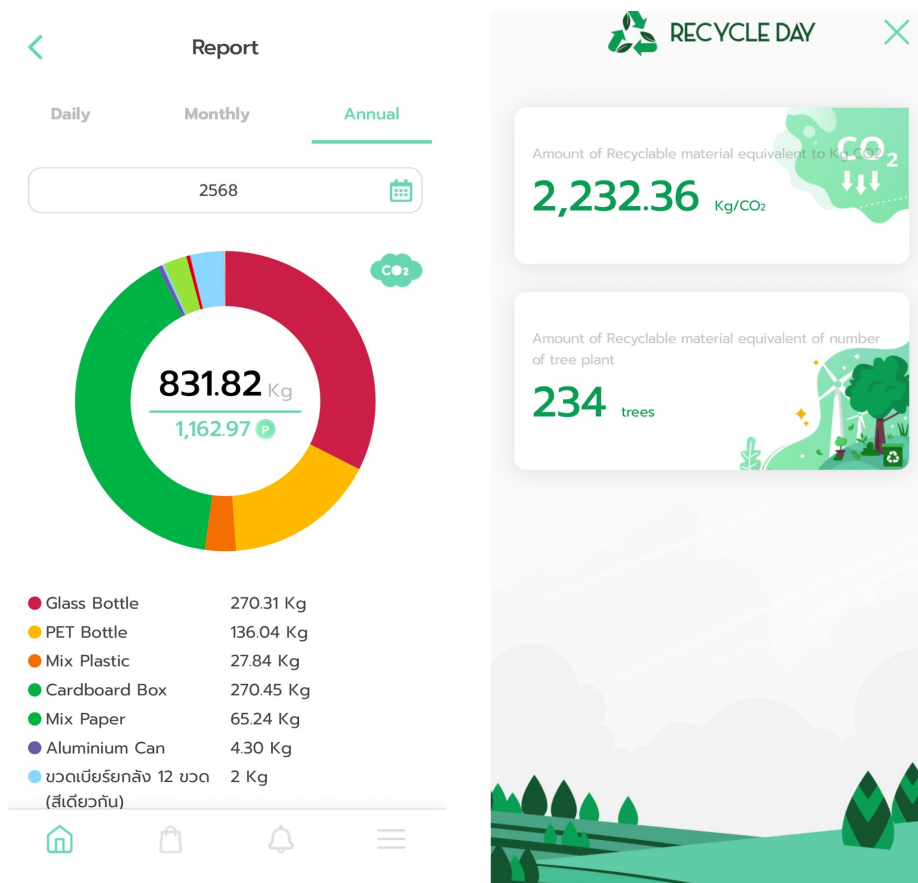 Report
Daily Monthly Annual
2568
CO2
831.82 Kg
1,162.97 P
Glass Bottle 270.31 Kg
PET Bottle 136.04 Kg
Mix Plastic 27.84 Kg
Cardboard Box 270.45 Kg
Mix Paper 65.24 Kg
Aluminium Can 4.30 Kg
ขวดเบียร์ยกลัง 12 ขวด 2 Kg
(สีเดียวกัน)
RECYCLE DAY
CO2
Amount of Recyclable material equivalent to Kg CO2
2,232.36 Kg/CO2
Amount of Recyclable material equivalent of number
of tree plant
234 trees